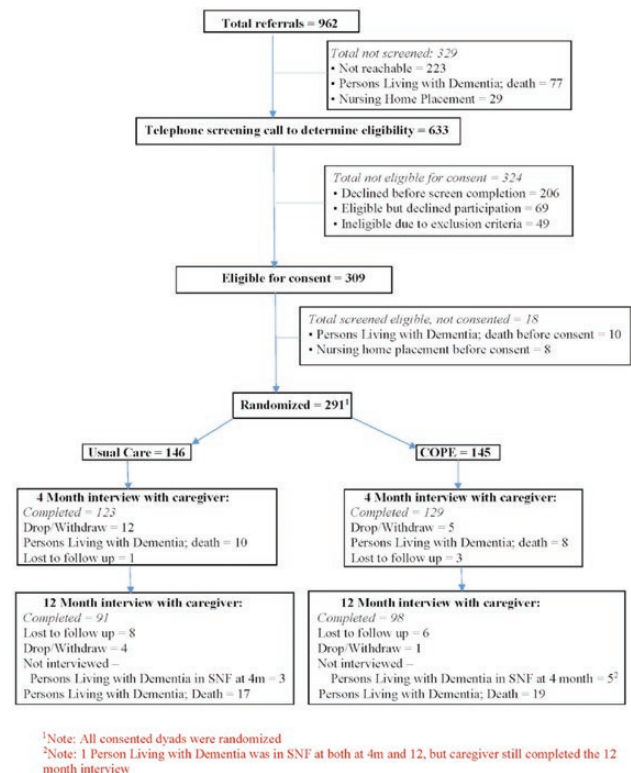 Total referrals = 962
Total not screened: 329
• Not reachable = 223
• Persons Living with Dementia; death = 77
• Nursing Home Placement = 29
Telephone screening call to determine eligibility = 633
Total not eligible for consent = 324
• Declined before screen completion = 206
• Eligible but declined participation = 69
• Ineligible due to exclusion criteria = 49
Eligible for consent = 309
Total screened eligible, not consented = 18
• Persons Living with Dementia; death before consent = 10
• Nursing home placement before consent = 8
Randomized = 291¹
Usual Care = 146
COPE = 145
4 Month interview with caregiver:
Completed = 123
Drop/Withdraw = 12
Persons Living with Dementia; death = 10
Lost to follow up = 1
4 Month interview with caregiver:
Completed = 129
Drop/Withdraw = 5
Persons Living with Dementia; death = 8
Lost to follow up = 3
12 Month interview with caregiver:
Completed = 91
Lost to follow up = 8
Drop/Withdraw = 4
Not interviewed –
Persons Living with Dementia in SNF at 4m = 3
Persons Living with Dementia; Death = 17
12 Month interview with caregiver:
Completed = 98
Lost to follow up = 6
Drop/Withdraw = 1
Not interviewed –
Persons Living with Dementia in SNF at 4 month = 5²
Persons Living with Dementia; Death = 19
¹Note: All consented dyads were randomized
²Note: 1 Person Living with Dementia was in SNF at both at 4m and 12, but caregiver still completed the 12
month interview